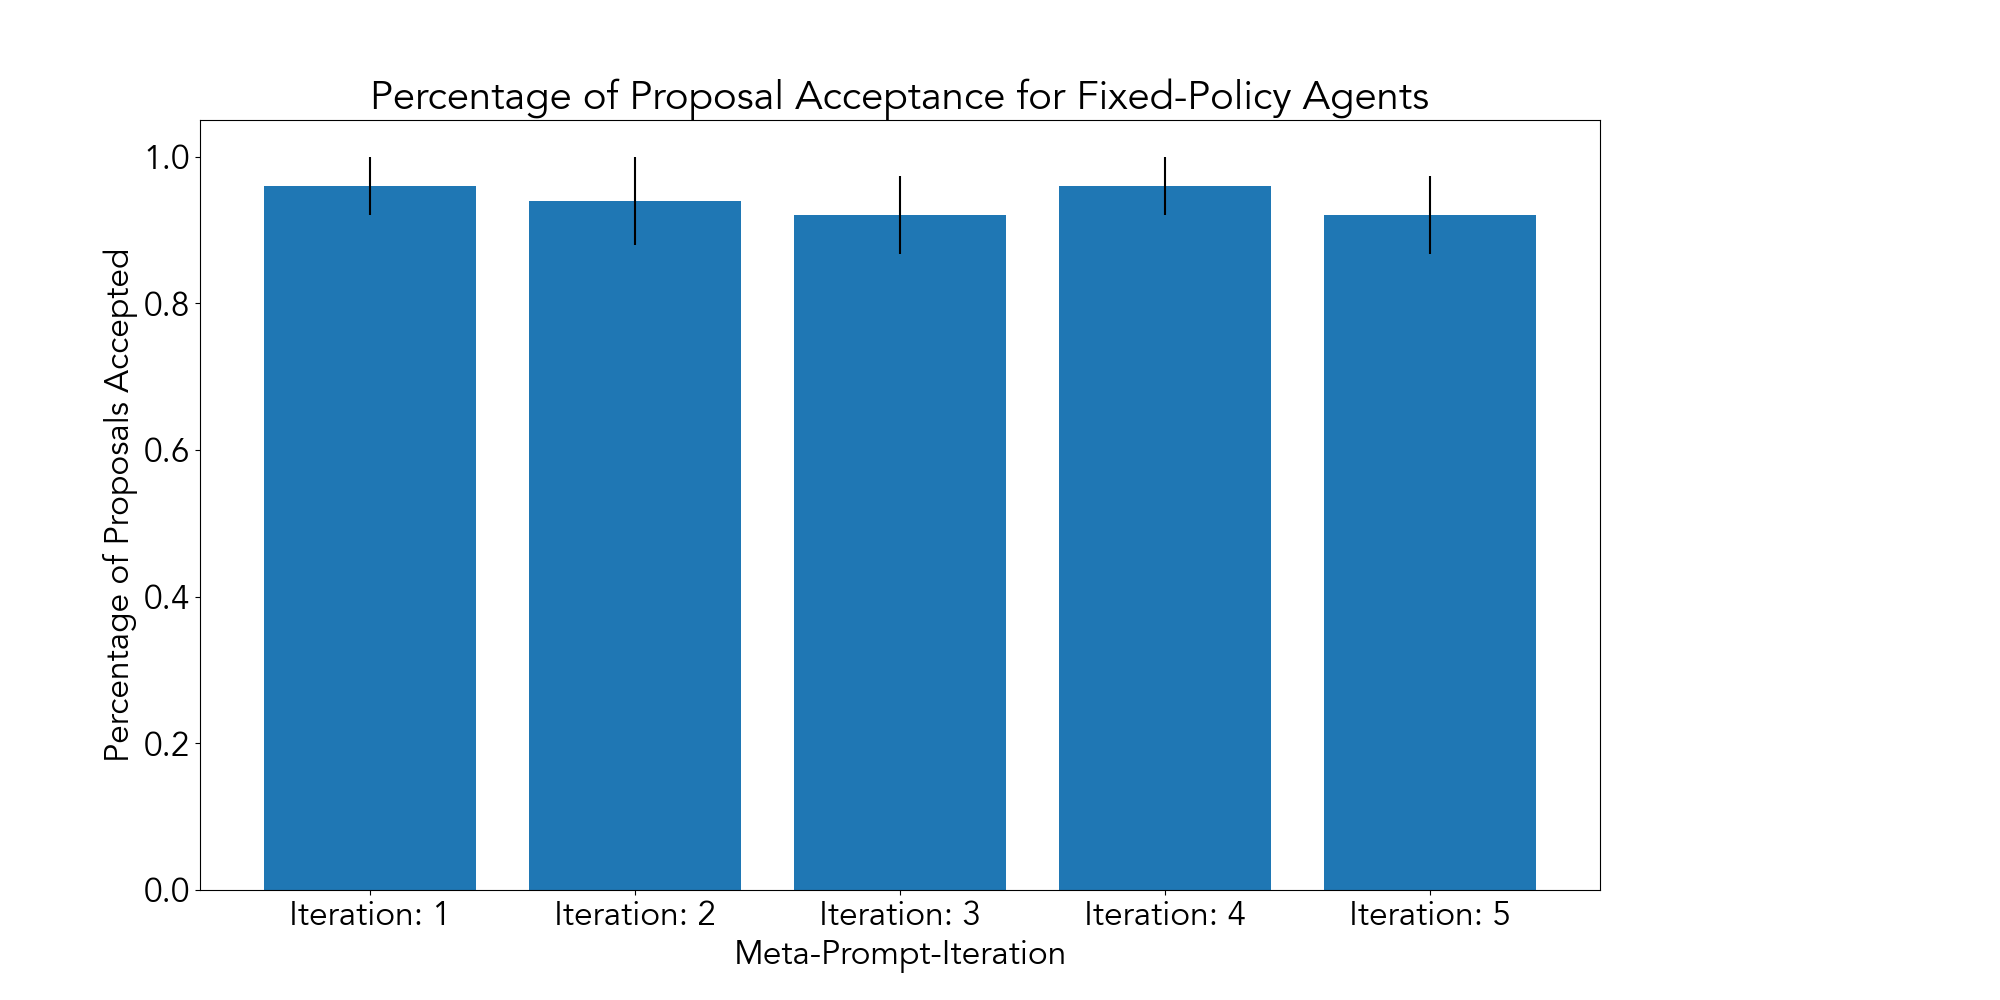 Percentage of Proposal Acceptance for Fixed-Policy Agents
Percentage of Proposals Accepted
1.0
0.8
0.6
0.4
0.2
0.0
Iteration: 1 Iteration: 2 Iteration: 3 Iteration: 4 Iteration: 5
Meta-Prompt-Iteration